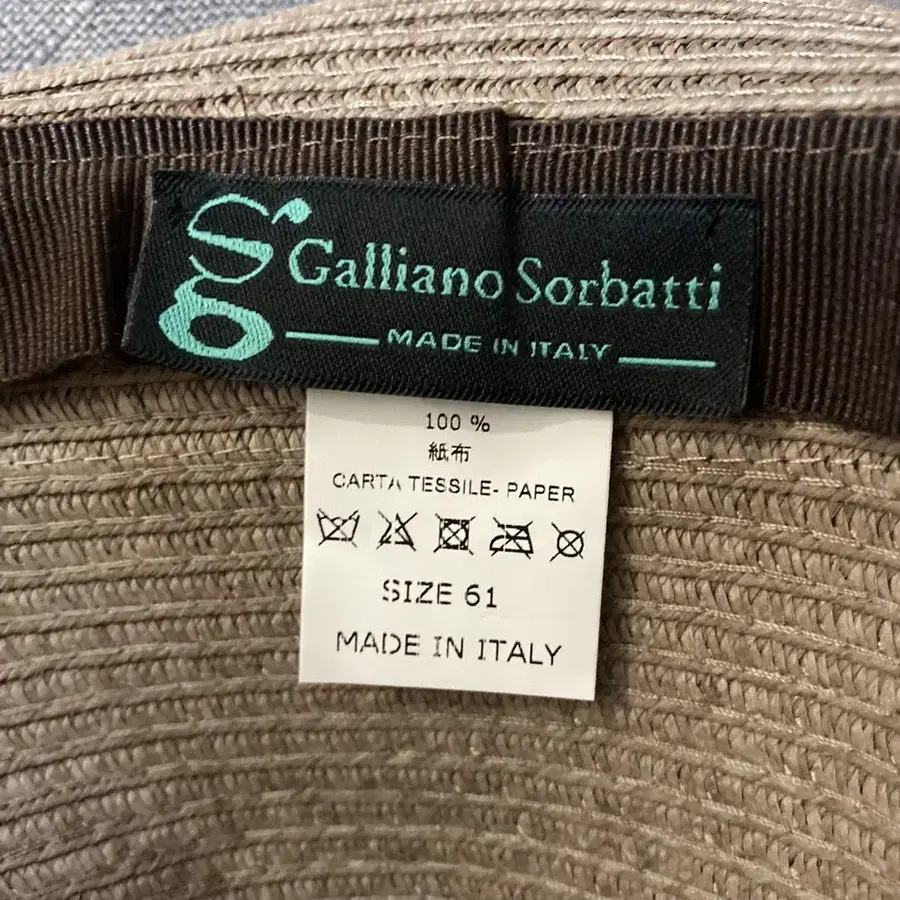 Galliano Sorbatti
MADE IN ITALY
100 %
紙布
CARTA TESSILE- PAPER
SIZE 61
MADE IN ITALY